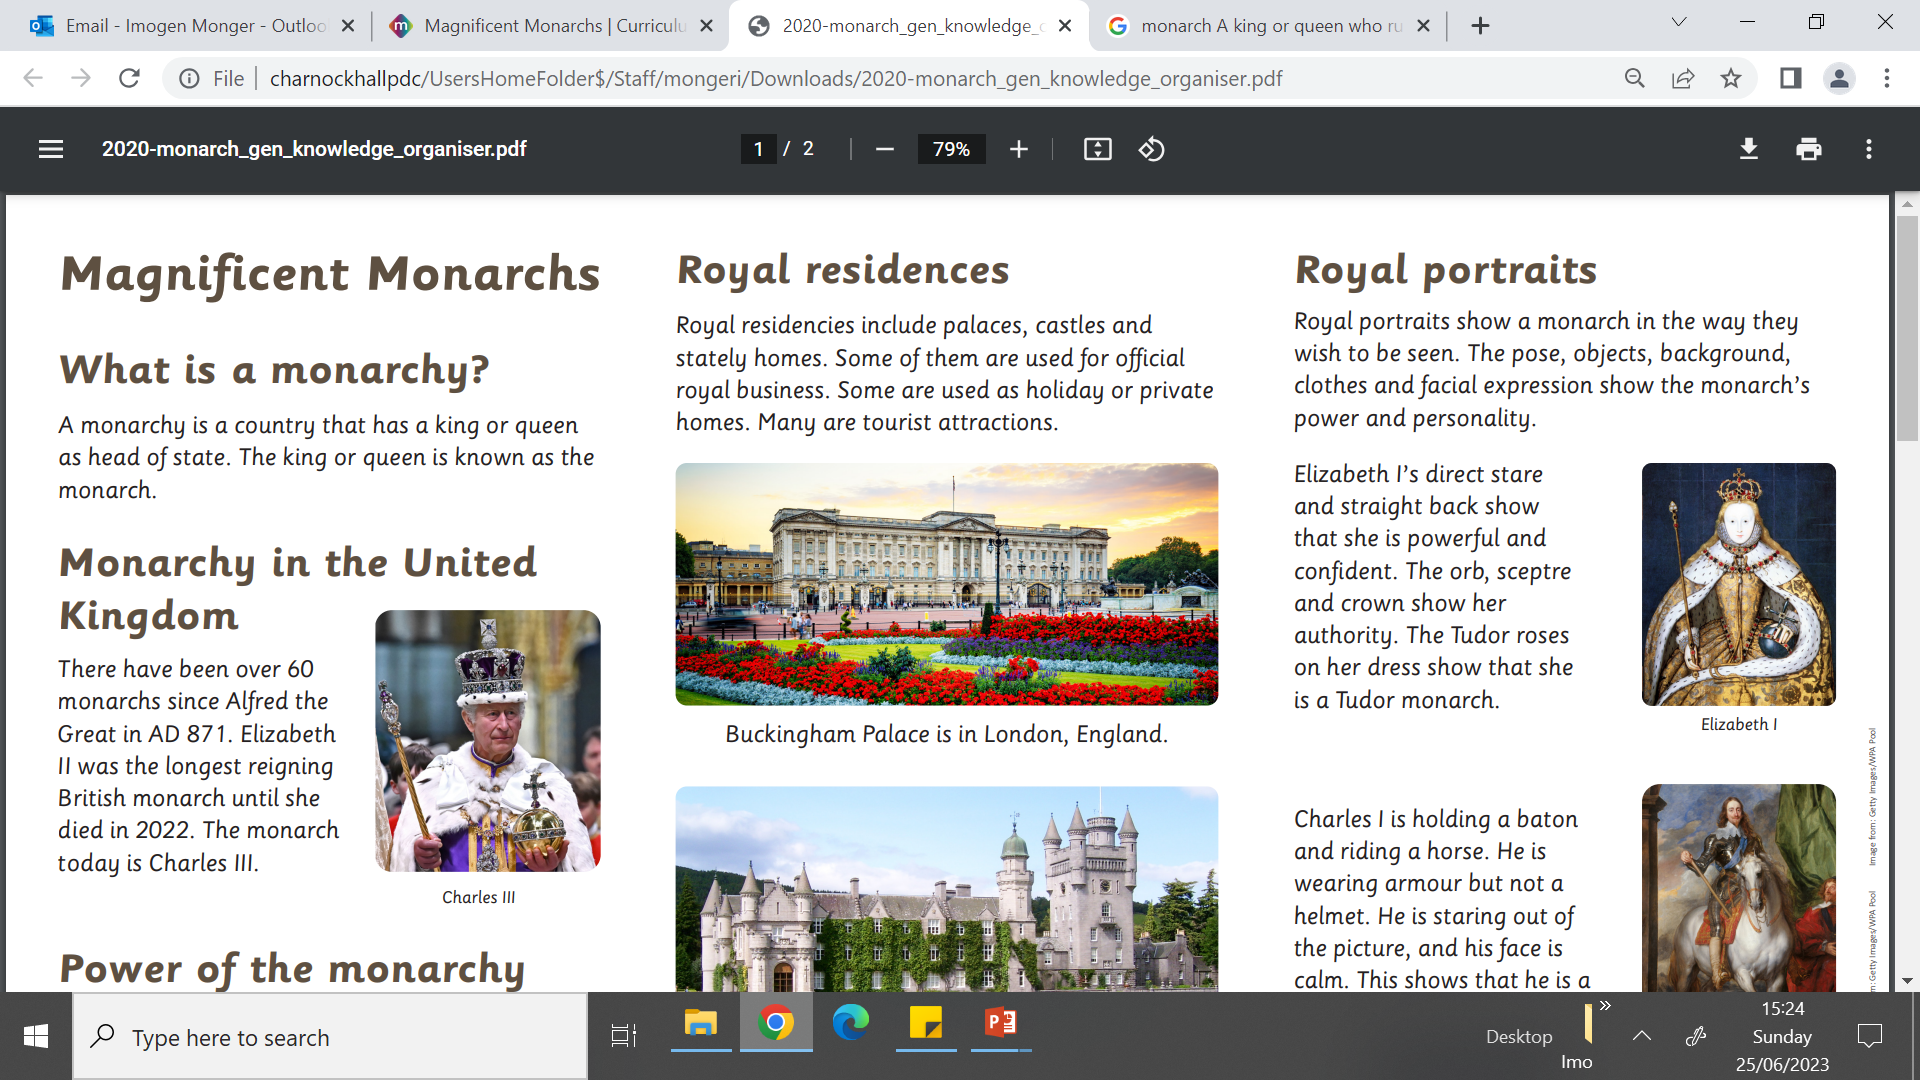 Email - Imogen Monger - Outloo
Magnificent Monarchs | Curricul
2020-monarch_gen_knowledge_o
monarch A king or queen who ru
File
charnockhallpdc/UsersHomeFolder$/Staff/mongeri/Downloads/2020-monarch_gen_knowledge_organiser.pdf
2020-monarch_gen_knowledge_organiser.pdf
1 / 2
79%
Magnificent Monarchs
What is a monarchy?
A monarchy is a country that has a king or queen
as head of state. The king or queen is known as the
monarch.
Monarchy in the United
Kingdom
There have been over 60
monarchs since Alfred the
Great in AD 871. Elizabeth
II was the longest reigning
British monarch until she
died in 2022. The monarch
today is Charles III.
Charles III
Power of the monarchy
Royal residences
Royal residencies include palaces, castles and
stately homes. Some of them are used for official
royal business. Some are used as holiday or private
homes. Many are tourist attractions.
Buckingham Palace is in London, England.
Royal portraits
Royal portraits show a monarch in the way they
wish to be seen. The pose, objects, background,
clothes and facial expression show the monarch's
power and personality.
Elizabeth I's direct stare
and straight back show
that she is powerful and
confident. The orb, sceptre
and crown show her
authority. The Tudor roses
on her dress show that she
is a Tudor monarch.
Elizabeth I
Charles I is holding a baton
and riding a horse. He is
wearing armour but not a
helmet. He is staring out of
the picture, and his face is
calm. This shows that he is a
Image from: Getty Images/WPA Pool
m: Getty Images/WPA Pool
Type here to search
Desktop
Imo
15:24
Sunday
25/06/2023